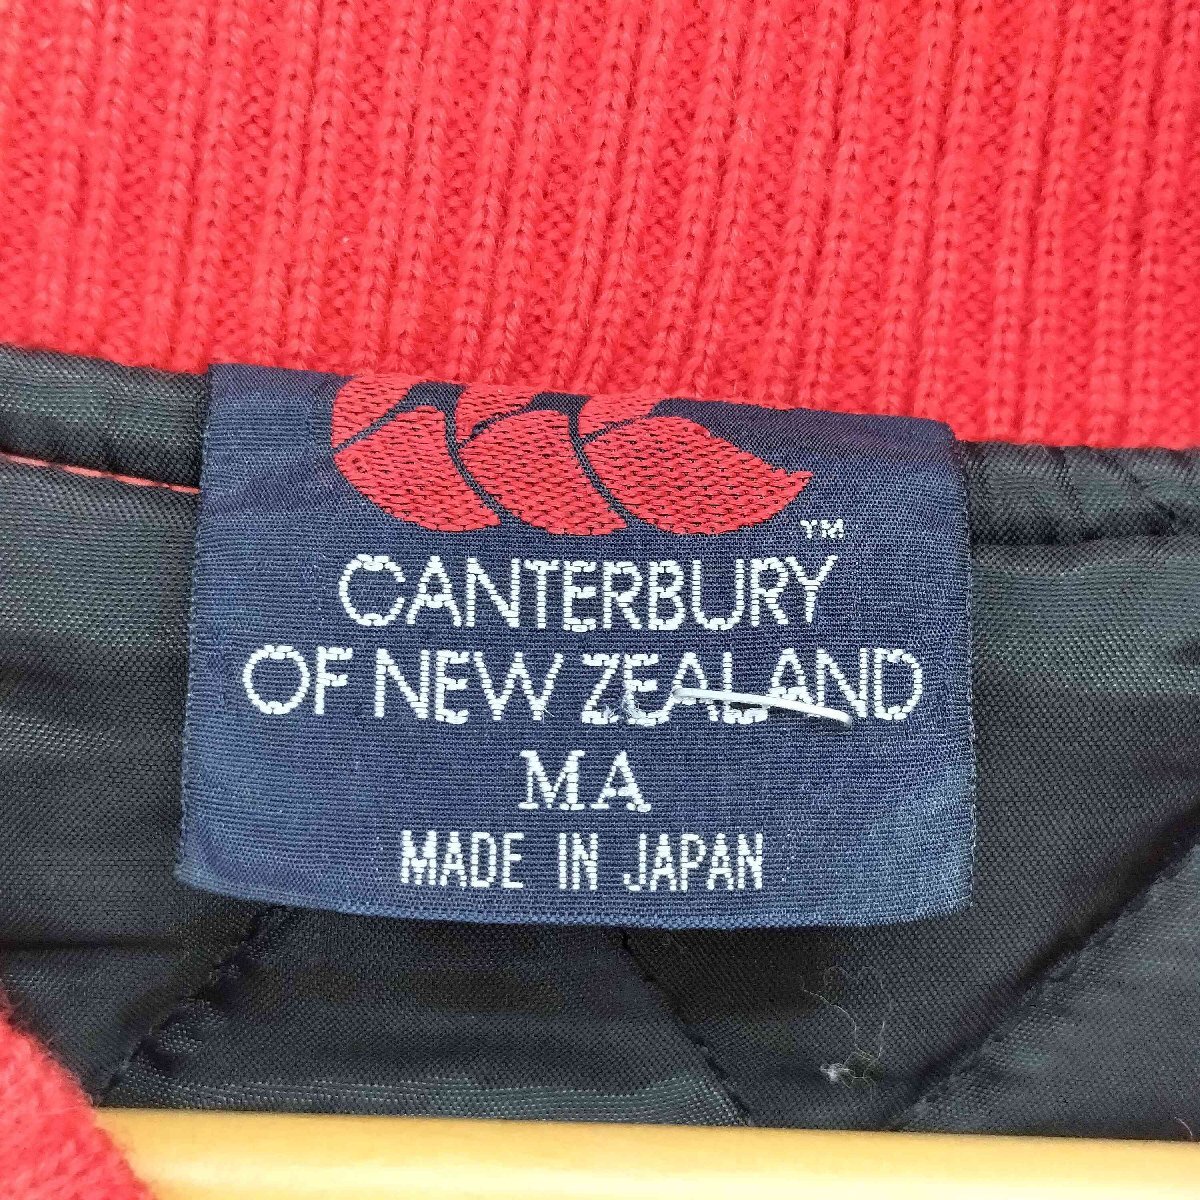 TM
CANTERBURY
OF NEW ZEALAND
MA
MADE IN JAPAN